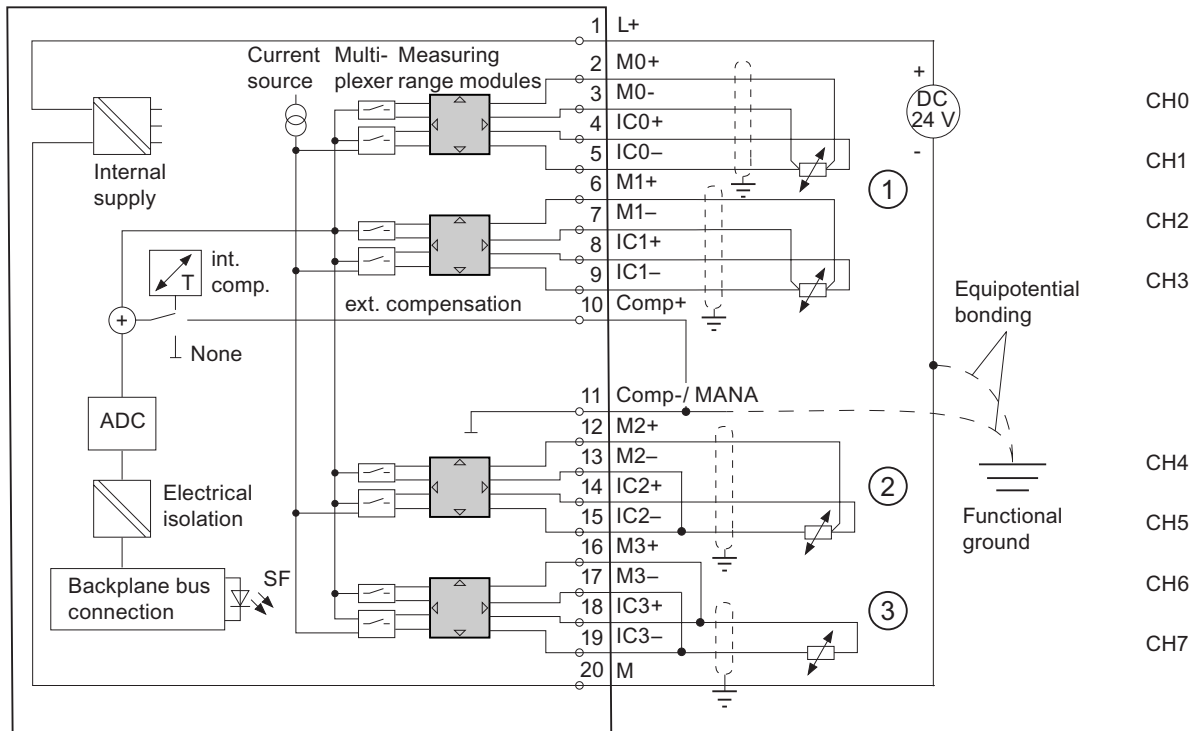 1 L+
Current source
Multi- plexer
Measuring range modules
2 M0+
3 M0-
4 IC0+
5 IC0–
6 M1+
7 M1–
8 IC1+
9 IC1–
10 Comp+
+
DC
24 V
-
CH0
CH1
CH2
CH3
1
Internal
supply
int.
comp.
T
ext. compensation
+
None
Equipotential
bonding
11 Comp-/ MANA
12 M2+
13 M2–
14 IC2+
15 IC2–
16 M3+
17 M3–
18 IC3+
19 IC3–
20 M
ADC
Electrical
isolation
Backplane bus
connection
SF
2
3
Functional
ground
CH4
CH5
CH6
CH7